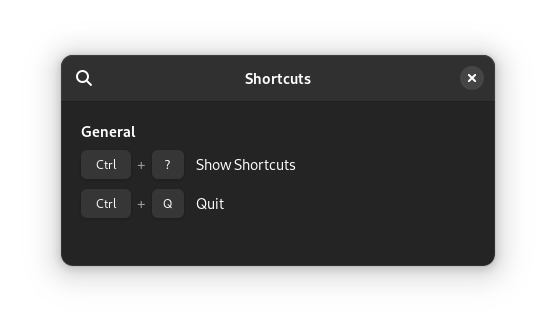 Shortcuts
General
Ctrl + ? Show Shortcuts
Ctrl + Q Quit